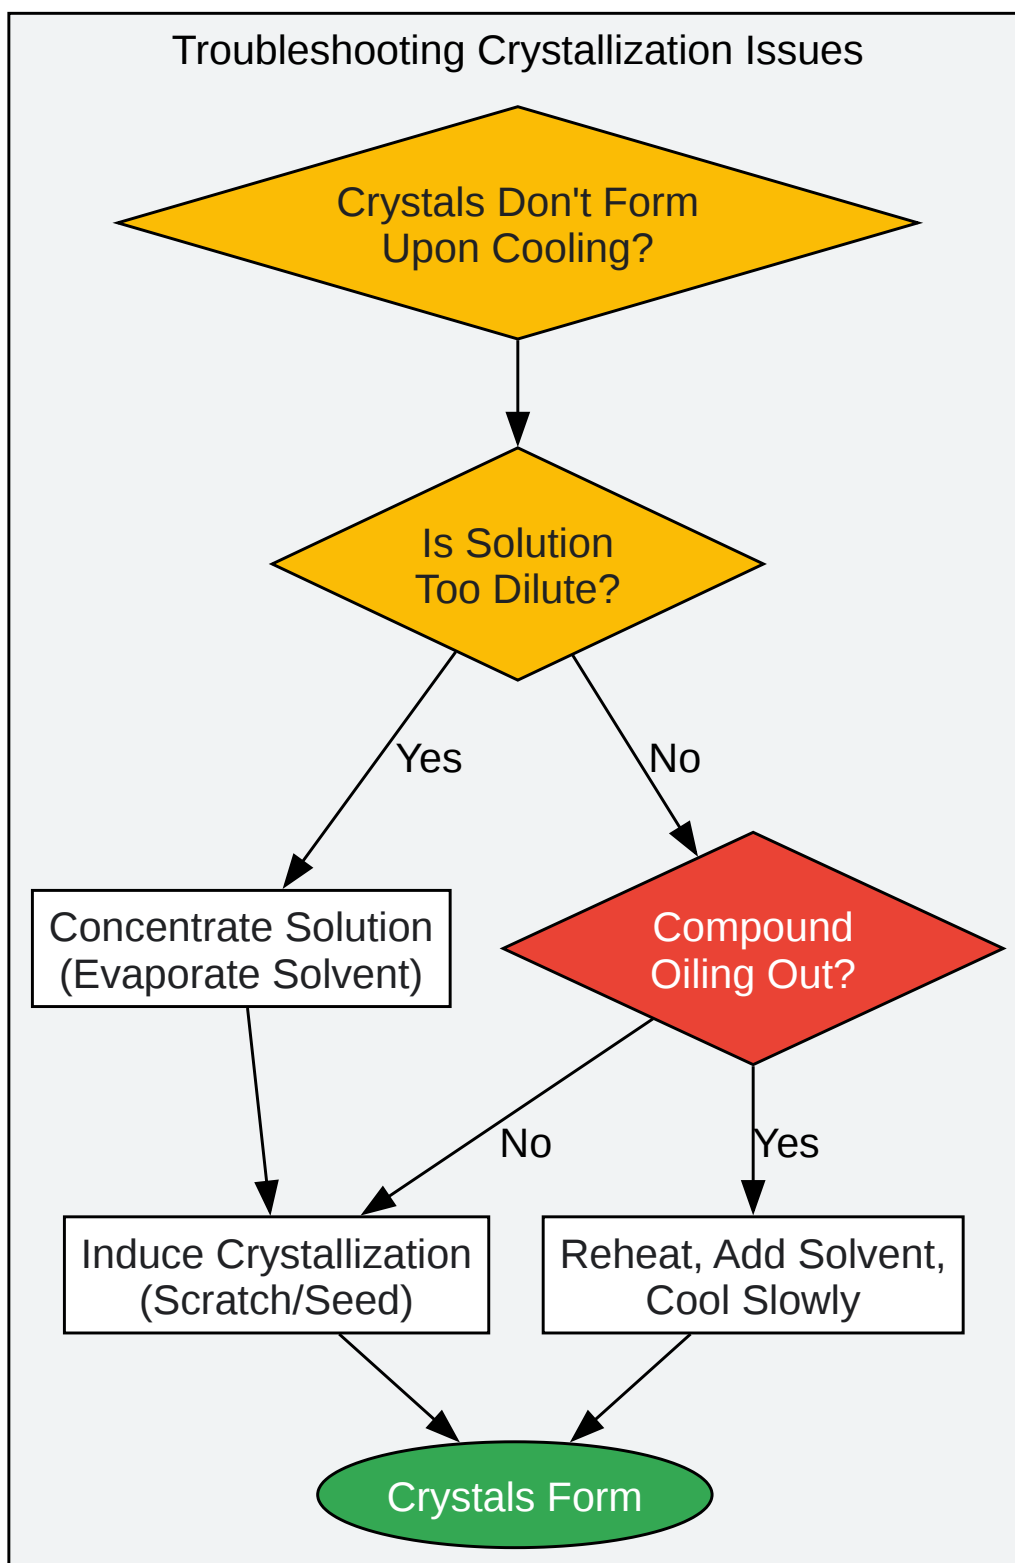 Troubleshooting Crystallization Issues
Crystals Don't Form
Upon Cooling?
Is Solution
Too Dilute?
Yes
No
Concentrate Solution
(Evaporate Solvent)
Compound
Oiling Out?
No
Yes
Induce Crystallization
(Scratch/Seed)
Reheat, Add Solvent,
Cool Slowly
Crystals Form